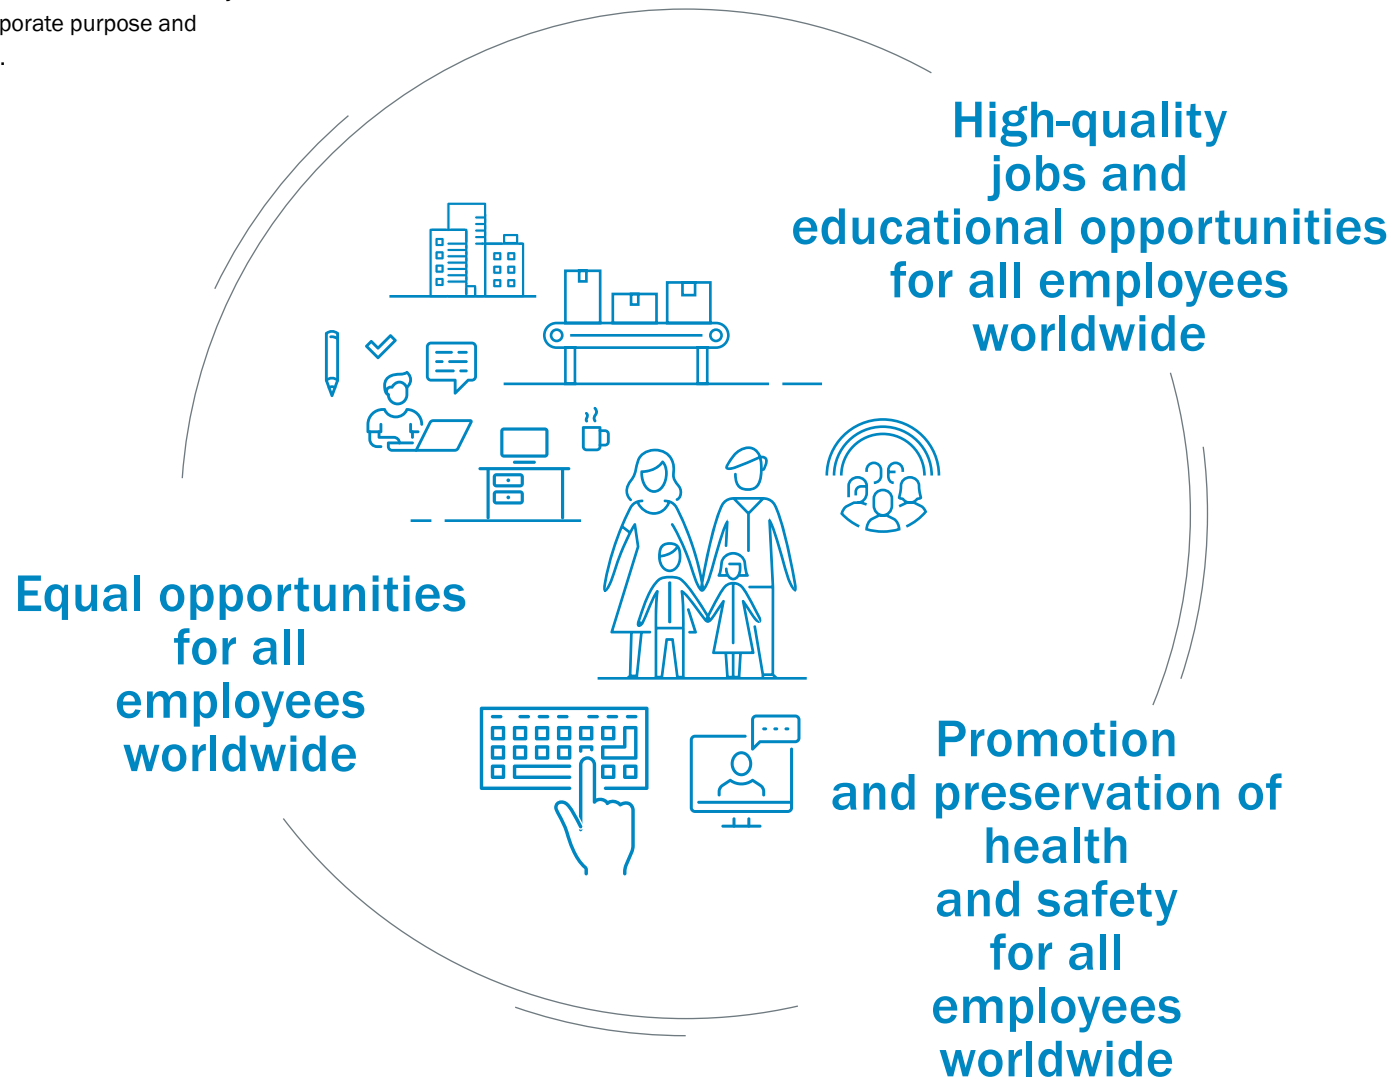 porate purpose and
.
High-quality
jobs and
educational opportunities
for all employees
worldwide
Equal opportunities
for all
employees
worldwide
Promotion
and preservation of
health
and safety
for all
employees
worldwide